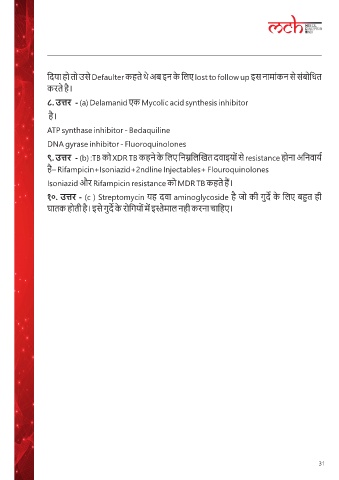 mch
दिया हो तो उसे Defaulter कहते थे अब इन के लिए lost to follow up इस नामांकन से संबोधित
करते है।
८. उत्तर - (a) Delamanid एक Mycolic acid synthesis inhibitor
है।
ATP synthase inhibitor - Bedaquiline
DNA gyrase inhibitor - Fluoroquinolones
९. उत्तर - (b) :TB को XDR TB कहने के लिए निम्नलिखित दवाइयों से resistance होना अनिवार्य
है– Rifampicin+Isoniazid +2ndline Injectables+ Flouroquinolones
Isoniazid और Rifampicin resistance को MDR TB कहते हैं।
१०. उत्तर - (c ) Streptomycin यह दवा aminoglycoside है जो की गुर्दे के लिए बहुत ही
घातक होती है। इसे गुर्दे के रोगियों में इस्तेमाल नही करना चाहिए।
31